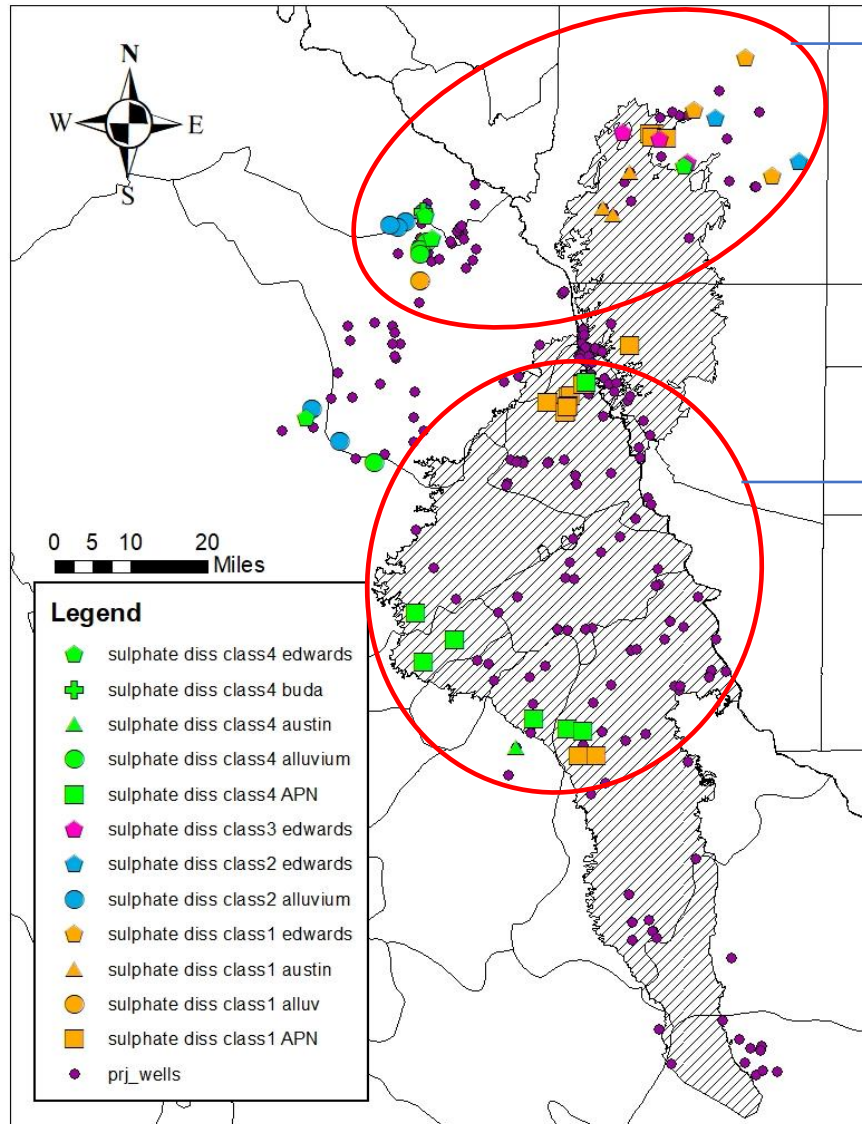 N
W E
S
0 5 10 20
Miles
Legend
sulphate diss class4 edwards
sulphate diss class4 buda
sulphate diss class4 austin
sulphate diss class4 alluvium
sulphate diss class4 APN
sulphate diss class3 edwards
sulphate diss class2 edwards
sulphate diss class2 alluvium
sulphate diss class1 edwards
sulphate diss class1 austin
sulphate diss class1 alluv
sulphate diss class1 APN
prj_wells